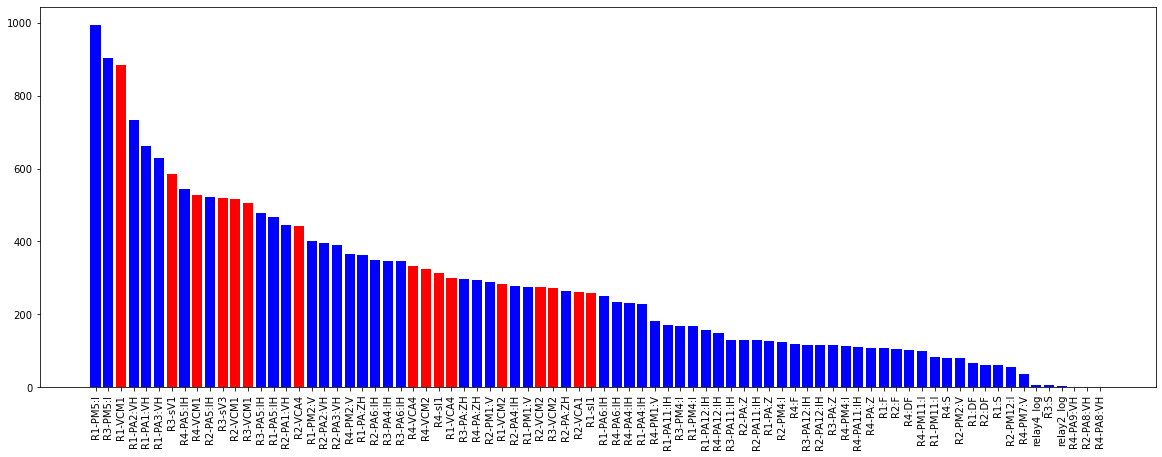 1000
800
600
400
200
0
R1-PM5:I
R3-PM5:I
R1-VCM1
R1-PA2:VH
R1-PA1:VH
R1-PA3:VH
R3-sV1
R4-PA5:IH
R4-VCM1
R2-PA5:IH
R3-sV3
R2-VCM1
R3-VCM1
R3-PA5:IH
R1-PA5:IH
R2-PA1:VH
R2-VCA4
R1-PM2:V
R2-PA2:VH
R2-PA3:VH
R4-PM2:V
R1-PA:ZH
R2-PA6:IH
R3-PA4:IH
R3-PA6:IH
R4-VCA4
R4-VCM2
R4-sI1
R1-VCA4
R3-PA:ZH
R4-PA:ZH
R2-PM1:V
R1-VCM2
R2-PA4:IH
R1-PM1:V
R2-VCM2
R3-VCM2
R2-PA:ZH
R2-VCA1
R1-sI1
R1-PA6:IH
R4-PA6:IH
R4-PA4:IH
R1-PA4:IH
R4-PM1:V
R1-PA11:IH
R3-PM4:I
R1-PM4:I
R1-PA12:IH
R4-PA12:IH
R3-PA11:IH
R2-PA:Z
R2-PA11:IH
R1-PA:Z
R2-PM4:I
R4:F
R3-PA12:IH
R2-PA12:IH
R3-PA:Z
R4-PM4:I
R4-PA11:IH
R4-PA:Z
R1:F
R2:F
R4:DF
R4-PM11:I
R1-PM11:I
R4:S
R2-PM2:V
R1:DF
R2:DF
R1:S
R2-PM12:I
R4-PM7:V
relay4_log
R3:S
relay2_log
R4-PA9:VH
R2-PA8:VH
R4-PA8:VH